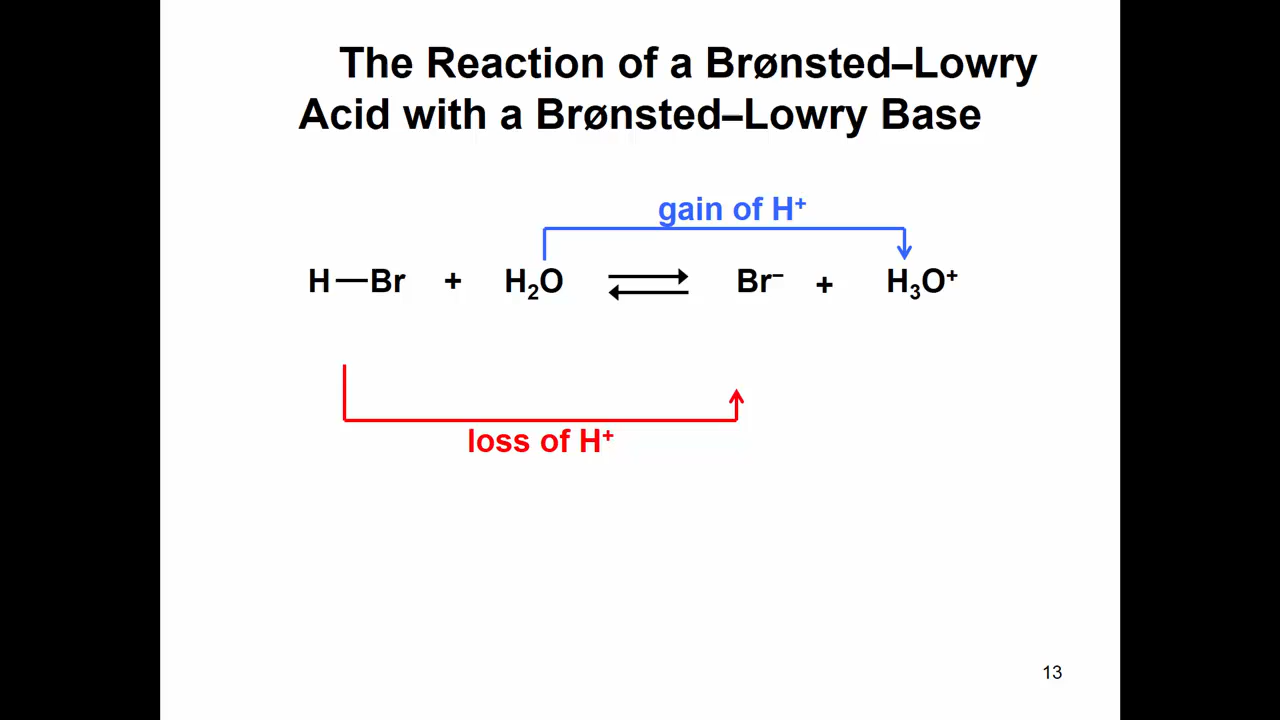 The Reaction of a Brønsted–Lowry
Acid with a Brønsted–Lowry Base
gain of H⁺
H—Br + H₂O ⇌ Br⁻ + H₃O⁺
loss of H⁺
13